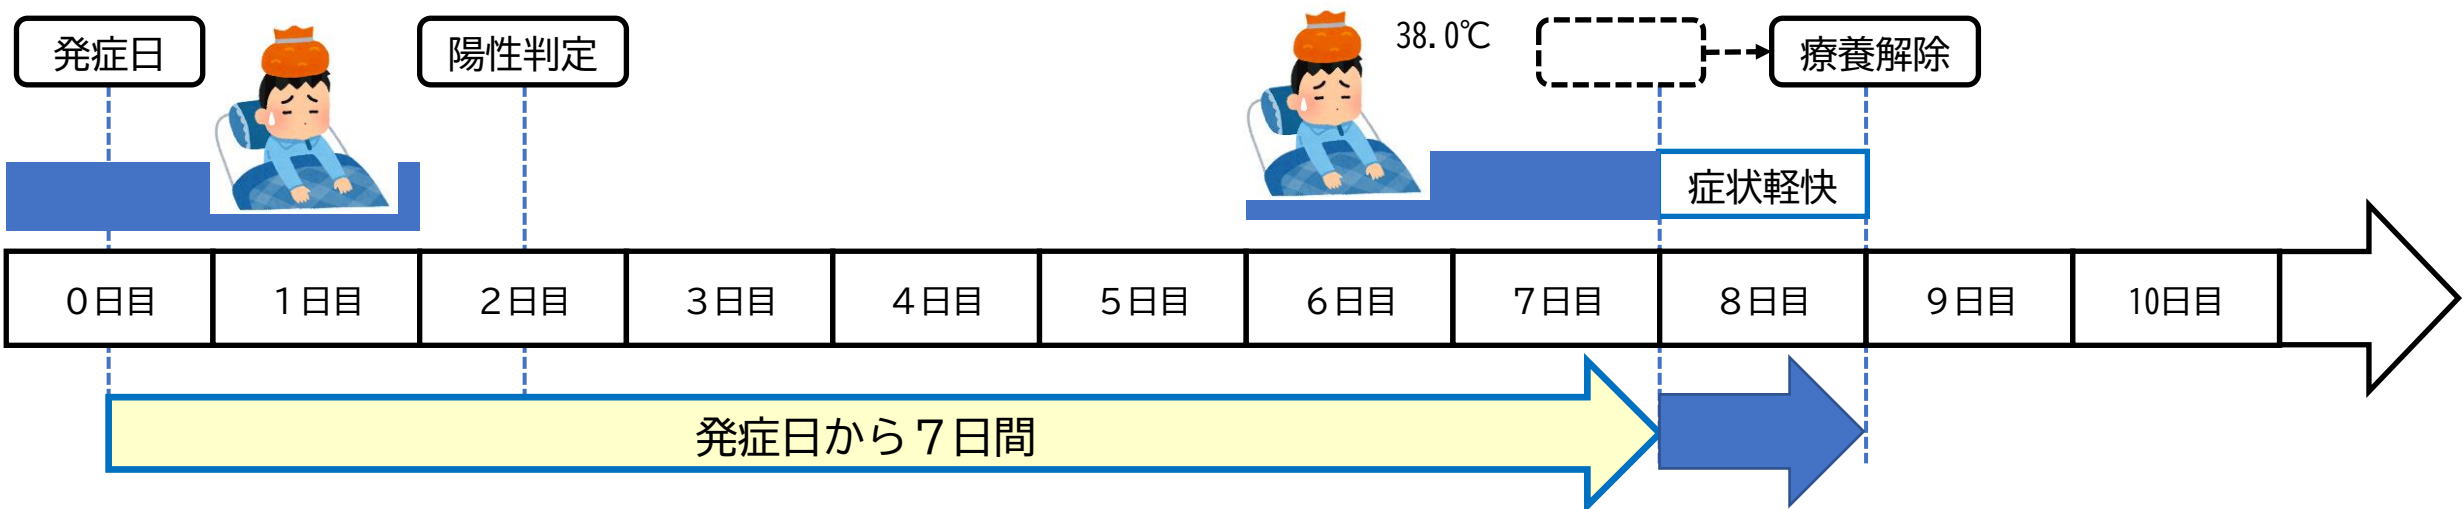 発症日
陽性判定
38.0℃
療養解除
症状軽快
０日目
１日目
２日目
３日目
４日目
５日目
６日目
７日目
８日目
９日目
10日目
発症日から７日間